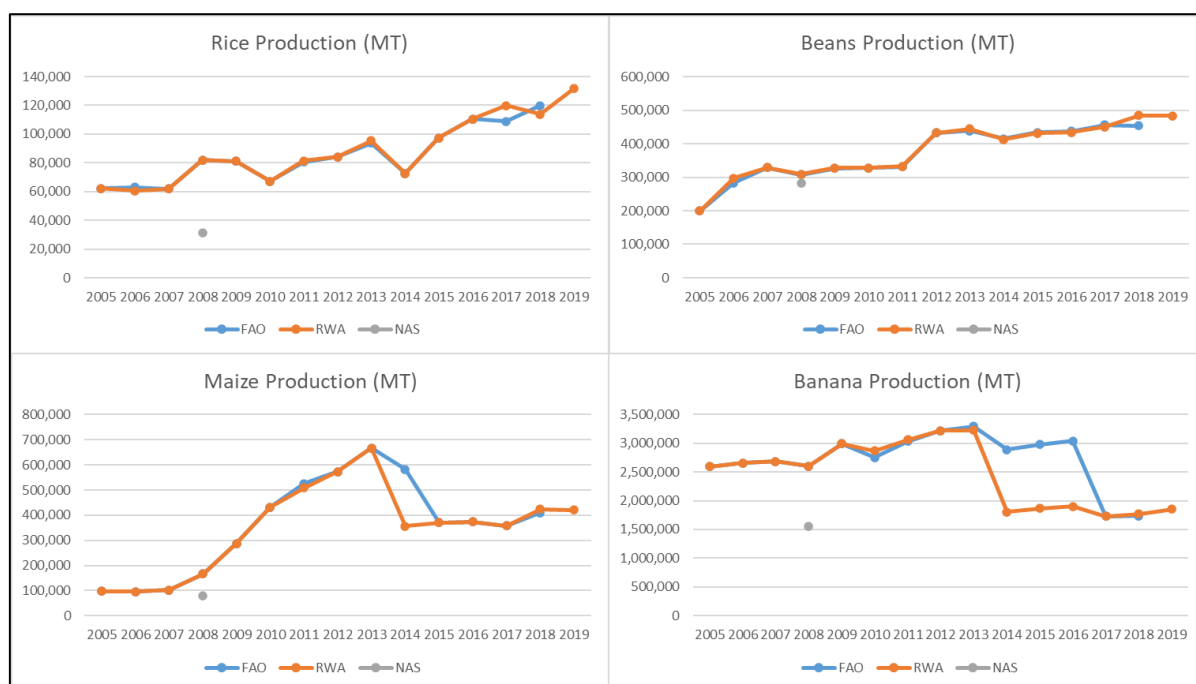 Rice Production (MT)
140,000
120,000
100,000
80,000
60,000
40,000
20,000
0
2005 2006 2007 2008 2009 2010 2011 2012 2013 2014 2015 2016 2017 2018 2019
FAO RWA NAS
Beans Production (MT)
600,000
500,000
400,000
300,000
200,000
100,000
0
2005 2006 2007 2008 2009 2010 2011 2012 2013 2014 2015 2016 2017 2018 2019
FAO RWA NAS
Maize Production (MT)
800,000
700,000
600,000
500,000
400,000
300,000
200,000
100,000
0
2005 2006 2007 2008 2009 2010 2011 2012 2013 2014 2015 2016 2017 2018 2019
FAO RWA NAS
Banana Production (MT)
3,500,000
3,000,000
2,500,000
2,000,000
1,500,000
1,000,000
500,000
0
2005 2006 2007 2008 2009 2010 2011 2012 2013 2014 2015 2016 2017 2018 2019
FAO RWA NAS